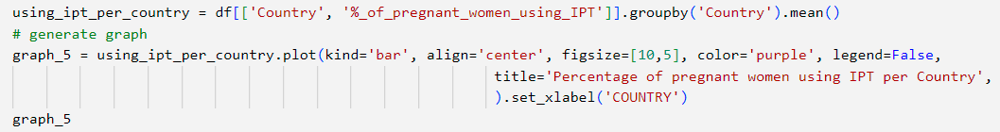 using_ipt_per_country = df[['Country', '%_of_pregnant_women_using_IPT']].groupby('Country').mean()
# generate graph
graph_5 = using_ipt_per_country.plot(kind='bar', align='center', figsize=[10,5], color='purple', legend=False,
title='Percentage of pregnant women using IPT per Country',
).set_xlabel('COUNTRY')
graph_5